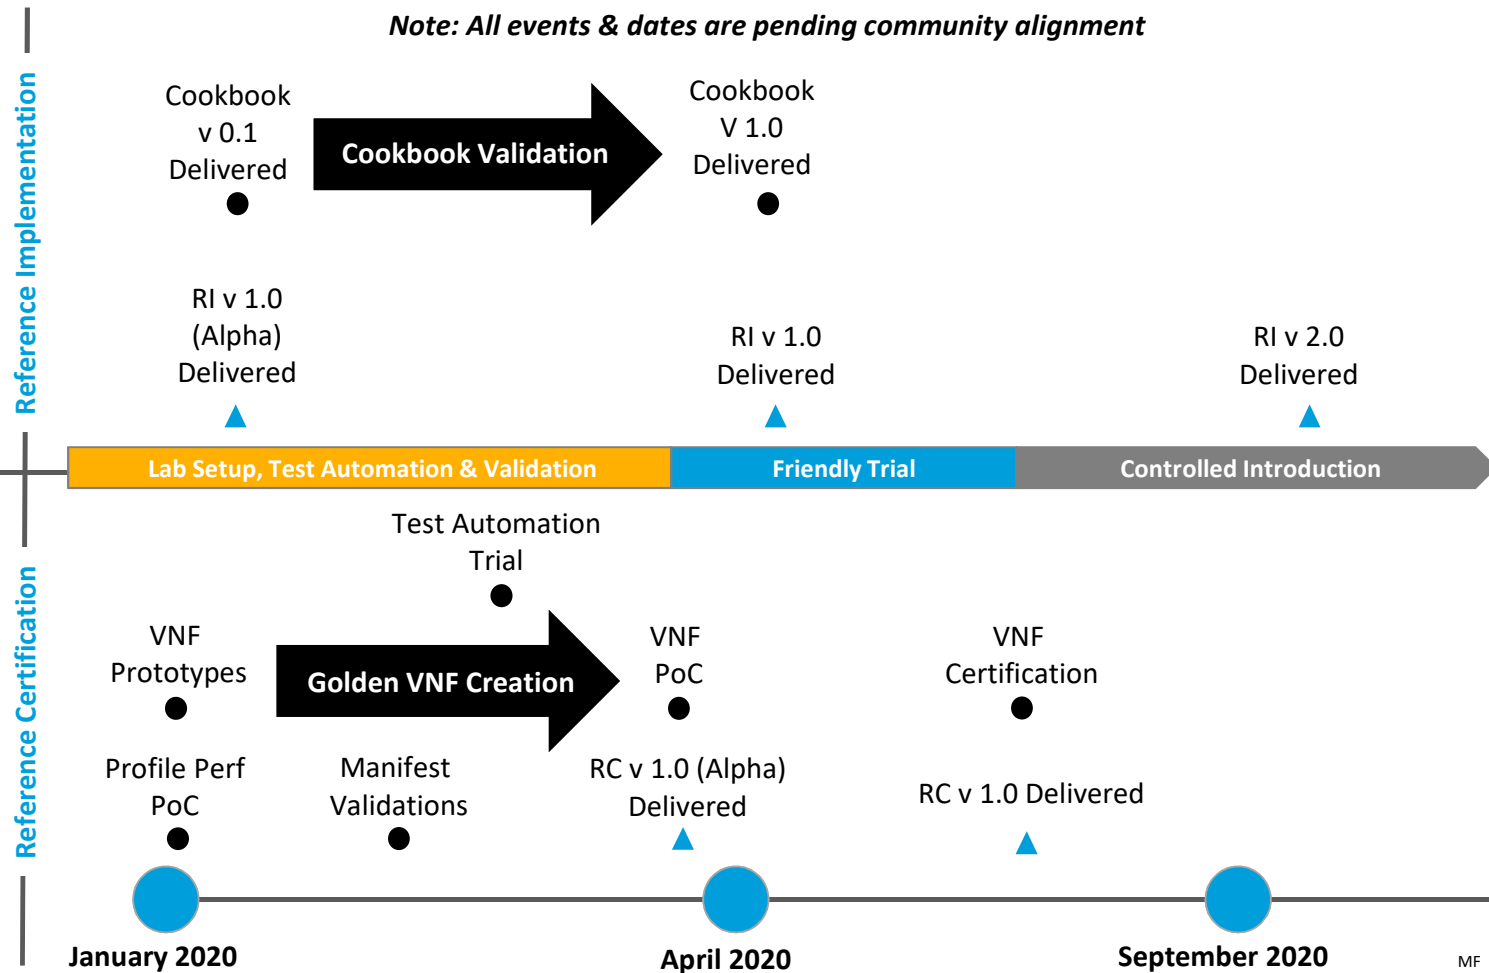 Note: All events & dates are pending community alignment
Reference Implementation
Cookbook
v 0.1
Delivered
Cookbook Validation
Cookbook
V 1.0
Delivered
RI v 1.0
(Alpha)
Delivered
RI v 1.0
Delivered
RI v 2.0
Delivered
Lab Setup, Test Automation & Validation
Friendly Trial
Controlled Introduction
Reference Certification
Test Automation
Trial
VNF
Prototypes
Golden VNF Creation
VNF
PoC
VNF
Certification
Profile Perf
PoC
Manifest
Validations
RC v 1.0 (Alpha)
Delivered
RC v 1.0 Delivered
January 2020
April 2020
September 2020
MF